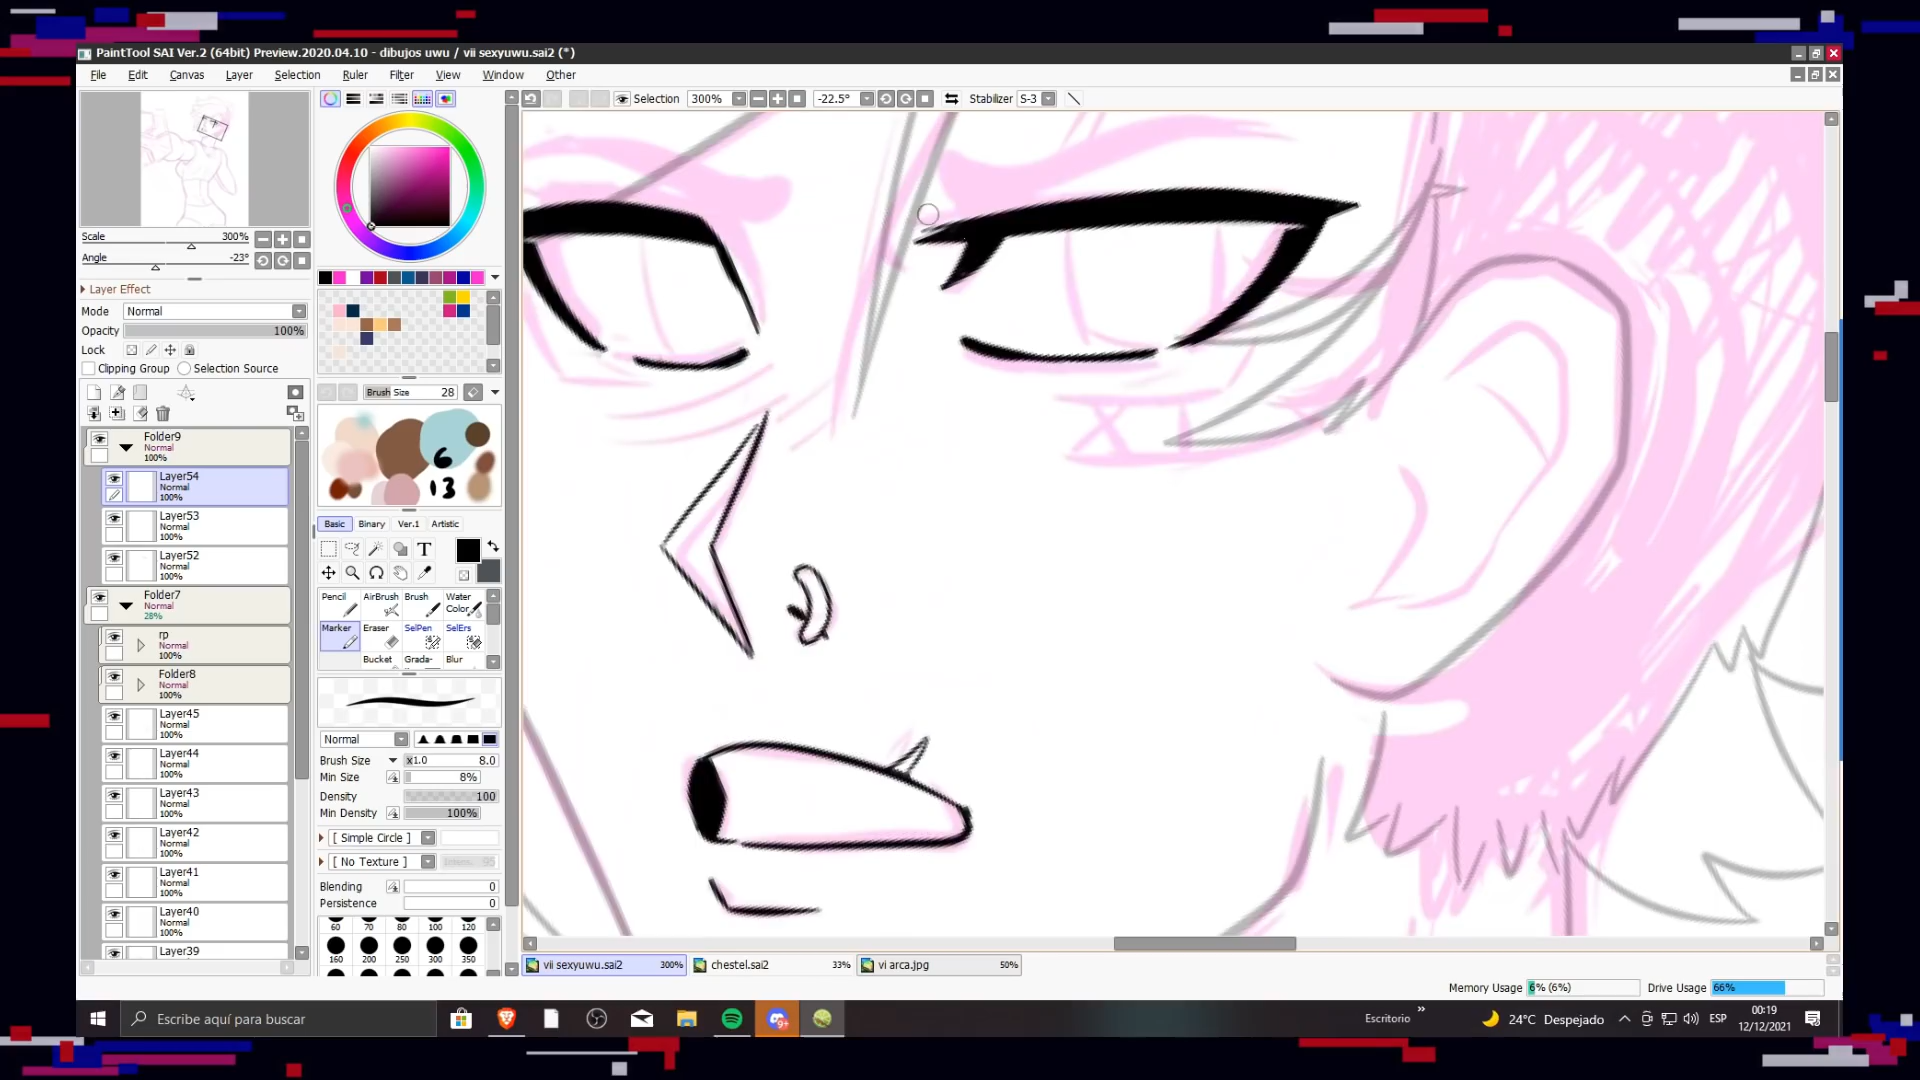 PaintTool SAI Ver.2 (64bit) Preview.2020.04.10 - dibujos uwu / vii sexyuwu.sai2 (*)
File Edit Canvas Layer Selection Ruler Filter View Window Other
Selection 300% -22.5° Stabilizer S-3
Scale 300%
Angle -23°
Layer Effect
Mode Normal
Opacity 100%
Lock
Clipping Group Selection Source
Folder9
Normal
100%
Layer54
Normal
100%
Layer53
Normal
100%
Layer52
Normal
100%
Folder7
Normal
28%
rp
Normal
100%
Folder8
Normal
100%
Layer45
Normal
100%
Layer44
Normal
100%
Layer43
Normal
100%
Layer42
Normal
100%
Layer41
Normal
100%
Layer40
Normal
100%
Layer39
Brush Size 28
6
13
Basic Binary Ver.1 Artistic
T
Pencil AirBrush Brush Water Color
Marker Eraser SelPen SelErs
Bucket Grada- Blur
Normal
Brush Size x1.0 8.0
Min Size 8%
Density 100
Min Density 100%
[ Simple Circle ]
[ No Texture ] 95
Blending 0
Persistence 0
60 70 80 100 120
160 200 250 300 350
vii sexyuwu.sai2 300% chestel.sai2 33% vi arca.jpg 50%
Memory Usage 6% (6%) Drive Usage 66%
Escribe aquí para buscar
9+
Escritorio » 24°C Despejado ESP 00:19
12/12/2021